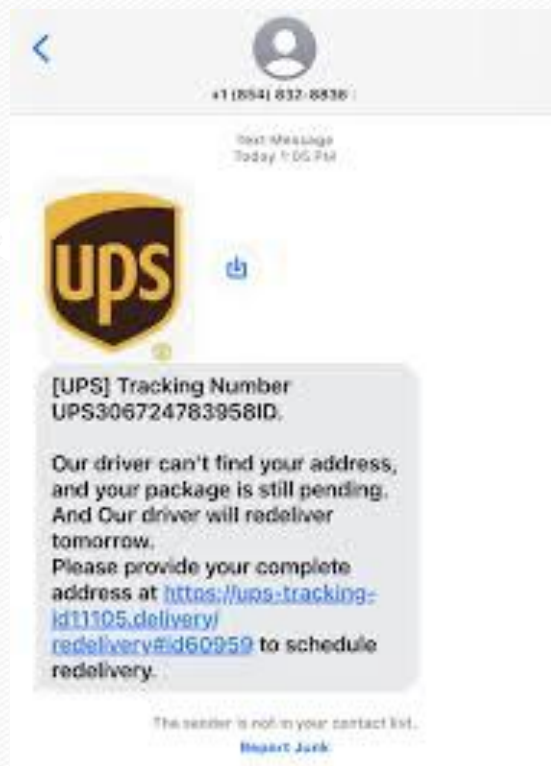 +1 (854) 832-8836
Text Message
Today 1:05 PM
ups
[UPS] Tracking Number
UPS306724783958ID.
Our driver can't find your address,
and your package is still pending.
And Our driver will redeliver
tomorrow.
Please provide your complete
address at https://ups-tracking-
id11105.delivery/
redelivery#id60959 to schedule
redelivery.
The sender is not in your contact list.
Report Junk